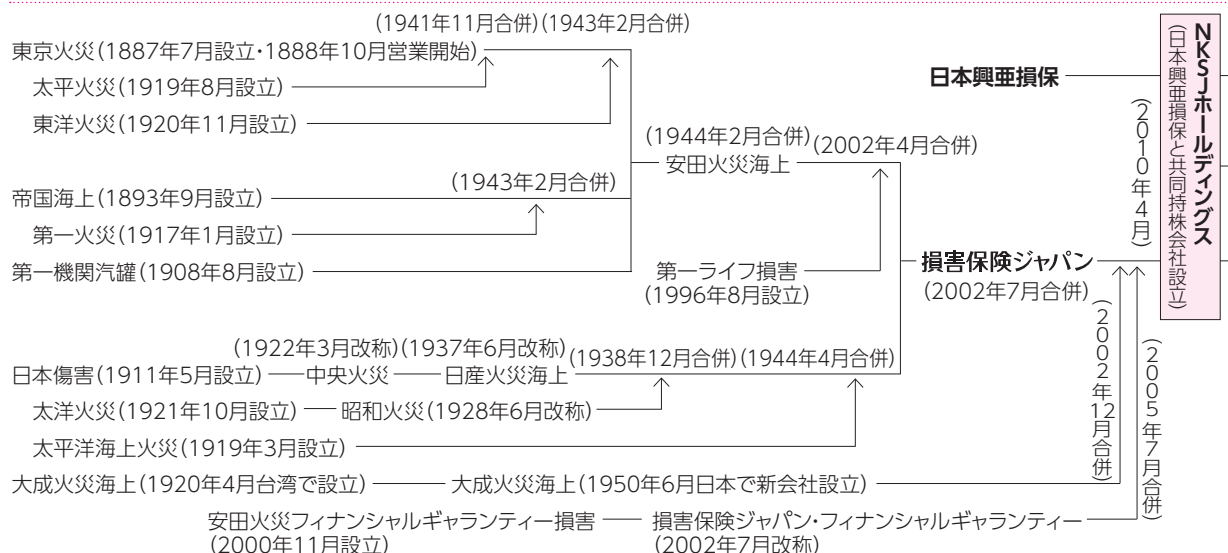 (1941年11月合併)(1943年2月合併)
東京火災(1887年7月設立・1888年10月営業開始)
太平火災(1919年8月設立)
東洋火災(1920年11月設立)
(1944年2月合併)
安田火災海上
(2002年4月合併)
(1943年2月合併)
帝国海上(1893年9月設立)
第一火災(1917年1月設立)
第一機関汽罐(1908年8月設立)
第一ライフ損害
(1996年8月設立)
日本興亜損保
損害保険ジャパン
(2002年7月合併)
(2010年4月)
NKSJホールディングス
(日本興亜損保と共同持株会社設立)
(1922年3月改称)(1937年6月改称)
(1938年12月合併)(1944年4月合併)
日本傷害(1911年5月設立)
中央火災
日産火災海上
太洋火災(1921年10月設立)
昭和火災(1928年6月改称)
太平洋海上火災(1919年3月設立)
大成火災海上(1920年4月台湾で設立)
大成火災海上(1950年6月日本で新会社設立)
(2002年12月合併)
安田火災フィナンシャルギャランティー損害
(2000年11月設立)
損害保険ジャパン・フィナンシャルギャランティー
(2002年7月改称)
(2005年7月合併)